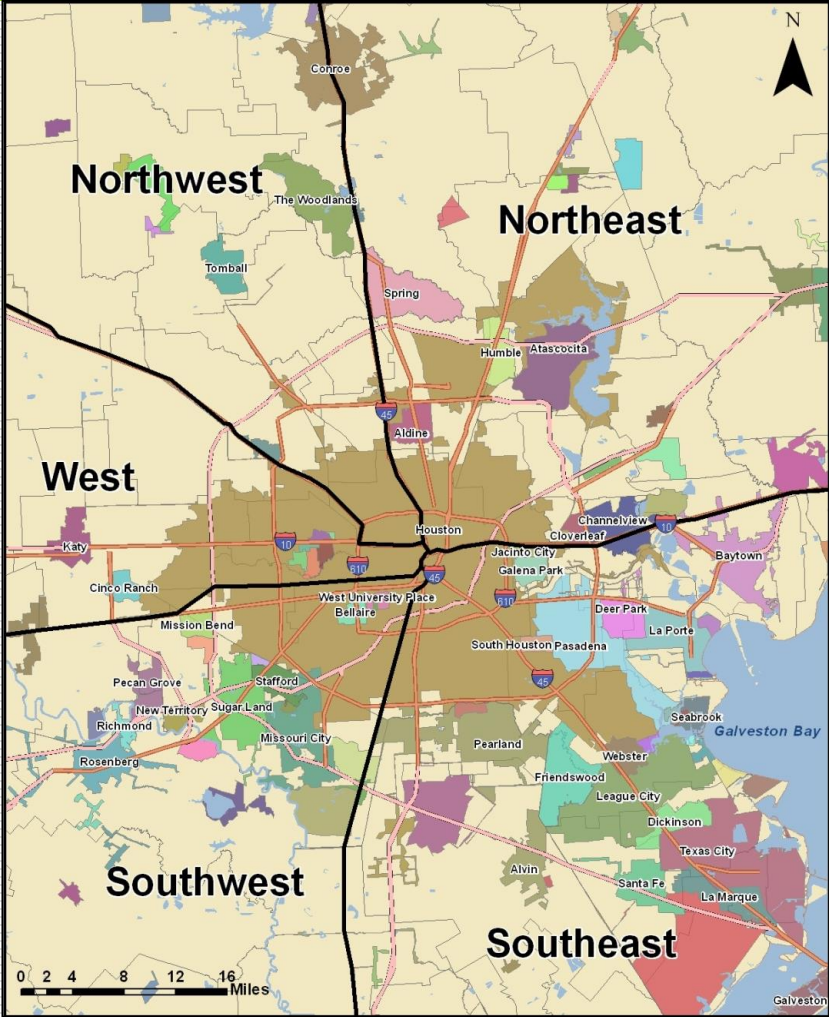 N
Conroe
Northwest
The Woodlands
Northeast
Tomball
Spring
Humble
Atascocita
45
Aldine
West
Houston
Channelview
10
Cloverleaf
Katy
10
Jacinto City
Baytown
610
Galena Park
45
Cinco Ranch
West University Place
610
Bellaire
Deer Park
Mission Bend
La Porte
South Houston
Pasadena
45
Pecan Grove
Stafford
New Territory
Sugar Land
Seabrook
Richmond
Galveston Bay
Missouri City
Pearland
Webster
Rosenberg
Friendswood
League City
Dickinson
Texas City
Alvin
Southwest
Santa Fe
La Marque
Southeast
0 2 4 8 12 16
Miles
Galveston